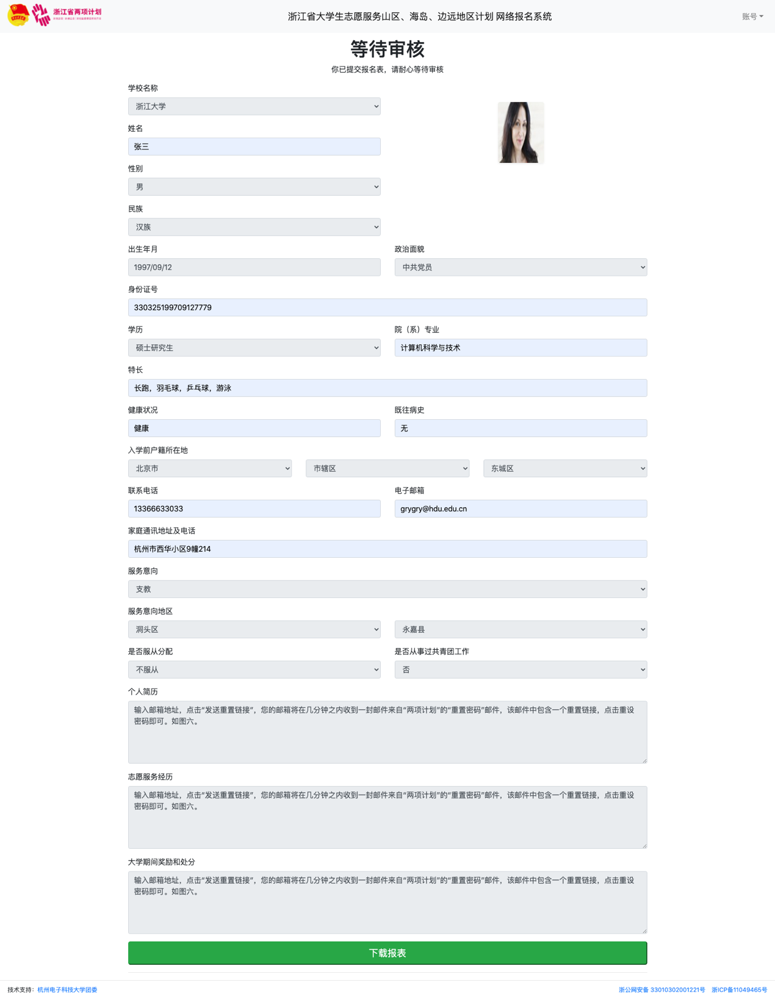 浙江省两项计划
浙江省大学生志愿服务山区、海岛、边远地区计划 网络报名系统
账号
等待审核
你已提交报名表，请耐心等待审核
学校名称
浙江大学
姓名
张三
性别
男
民族
汉族
出生年月
政治面貌
1997/09/12
中共党员
身份证号
330325199709127779
学历
院（系）专业
硕士研究生
计算机科学与技术
特长
长跑，羽毛球，乒乓球，游泳
健康状况
既往病史
健康
无
入学前户籍所在地
北京市
市辖区
东城区
联系电话
电子邮箱
13366633033
grygry@hdu.edu.cn
家庭通讯地址及电话
杭州市西华小区9幢214
服务意向
支教
服务意向地区
洞头区
永嘉县
是否服从分配
是否从事过共青团工作
不服从
否
个人简历
输入邮箱地址，点击“发送重置链接”，您的邮箱将在几分钟之内收到一封邮件来自“两项计划”的“重置密码”邮件，该邮件中包含一个重置链接，点击重设
密码即可。如图六。
志愿服务经历
输入邮箱地址，点击“发送重置链接”，您的邮箱将在几分钟之内收到一封邮件来自“两项计划”的“重置密码”邮件，该邮件中包含一个重置链接，点击重设
密码即可。如图六。
大学期间奖励和处分
输入邮箱地址，点击“发送重置链接”，您的邮箱将在几分钟之内收到一封邮件来自“两项计划”的“重置密码”邮件，该邮件中包含一个重置链接，点击重设
密码即可。如图六。
下载报表
技术支持：杭州电子科技大学团委
浙公网安备 33010302001221号
浙ICP备11049465号